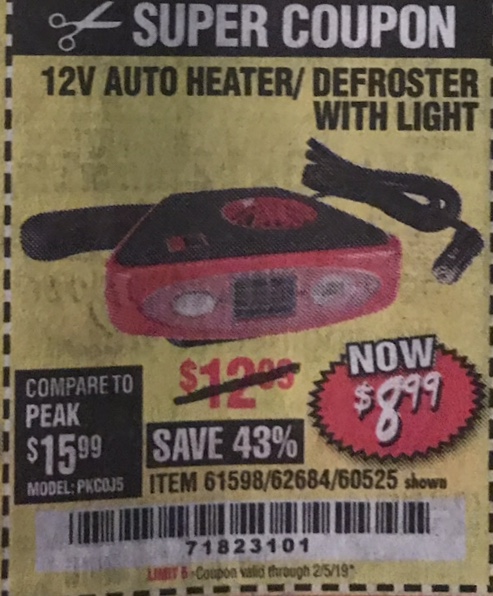 SUPER COUPON
12V AUTO HEATER/ DEFROSTER
WITH LIGHT
$12.99
NOW
$8.99
COMPARE TO
PEAK
$15.99
MODEL: PKC0J5
SAVE 43%
ITEM 61598/62684/60525 shown
71823101
LIMIT 5 - Coupon valid through 2/5/19*